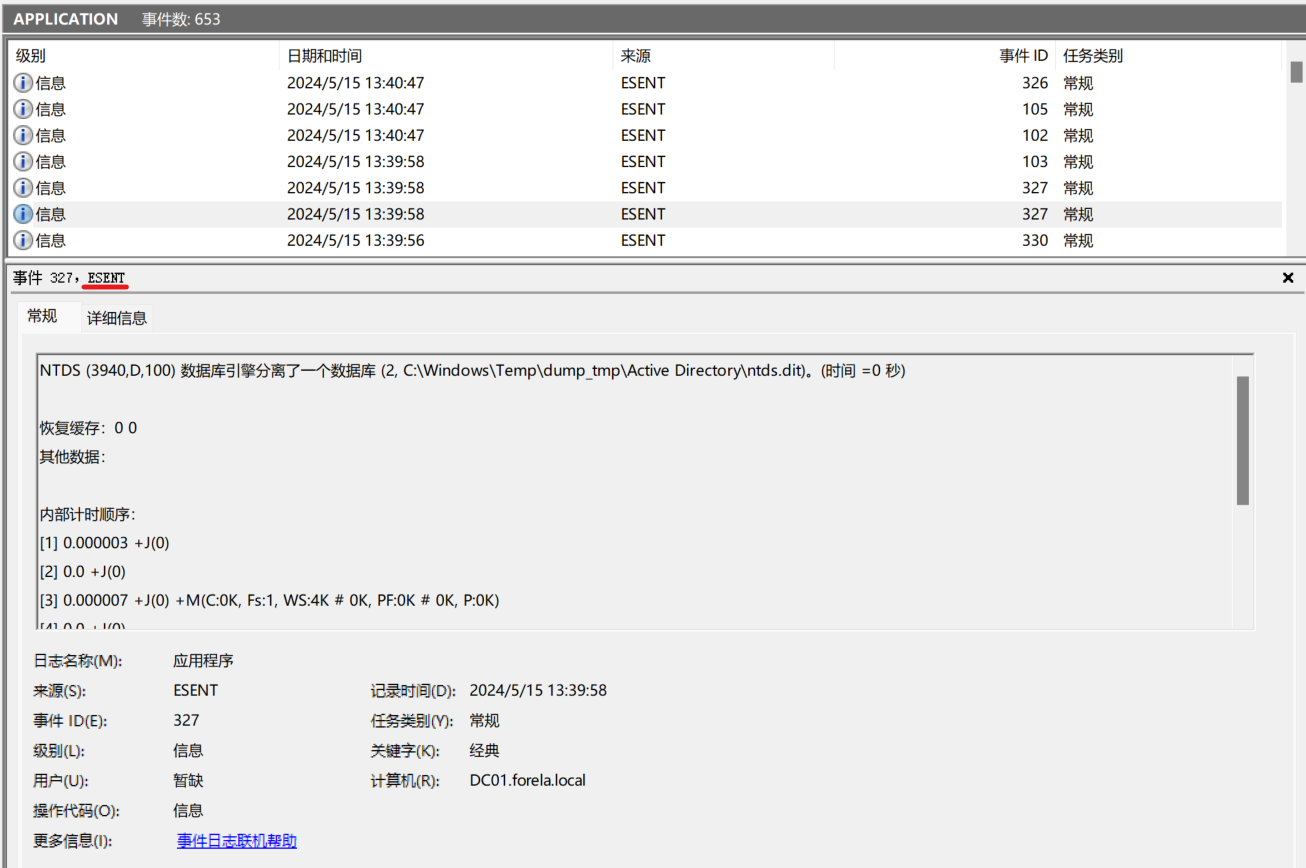 APPLICATION 事件数: 653
级别 日期和时间 来源 事件 ID 任务类别
信息 2024/5/15 13:40:47 ESENT 326 常规
信息 2024/5/15 13:40:47 ESENT 105 常规
信息 2024/5/15 13:40:47 ESENT 102 常规
信息 2024/5/15 13:39:58 ESENT 103 常规
信息 2024/5/15 13:39:58 ESENT 327 常规
信息 2024/5/15 13:39:58 ESENT 327 常规
信息 2024/5/15 13:39:56 ESENT 330 常规
事件 327，ESENT
常规 详细信息
NTDS (3940,D,100) 数据库引擎分离了一个数据库 (2, C:\Windows\Temp\dump_tmp\Active Directory\ntds.dit)。(时间 =0 秒)
恢复缓存: 0 0
其他数据:
内部计时顺序:
[1] 0.000003 +J(0)
[2] 0.0 +J(0)
[3] 0.000007 +J(0) +M(C:0K, Fs:1, WS:4K # 0K, PF:0K # 0K, P:0K)
[4] 0.0 +J(0)
日志名称(M): 应用程序
来源(S): ESENT 记录时间(D): 2024/5/15 13:39:58
事件 ID(E): 327 任务类别(Y): 常规
级别(L): 信息 关键字(K): 经典
用户(U): 暂缺 计算机(R): DC01.forela.local
操作代码(O): 信息
更多信息(I): 事件日志联机帮助